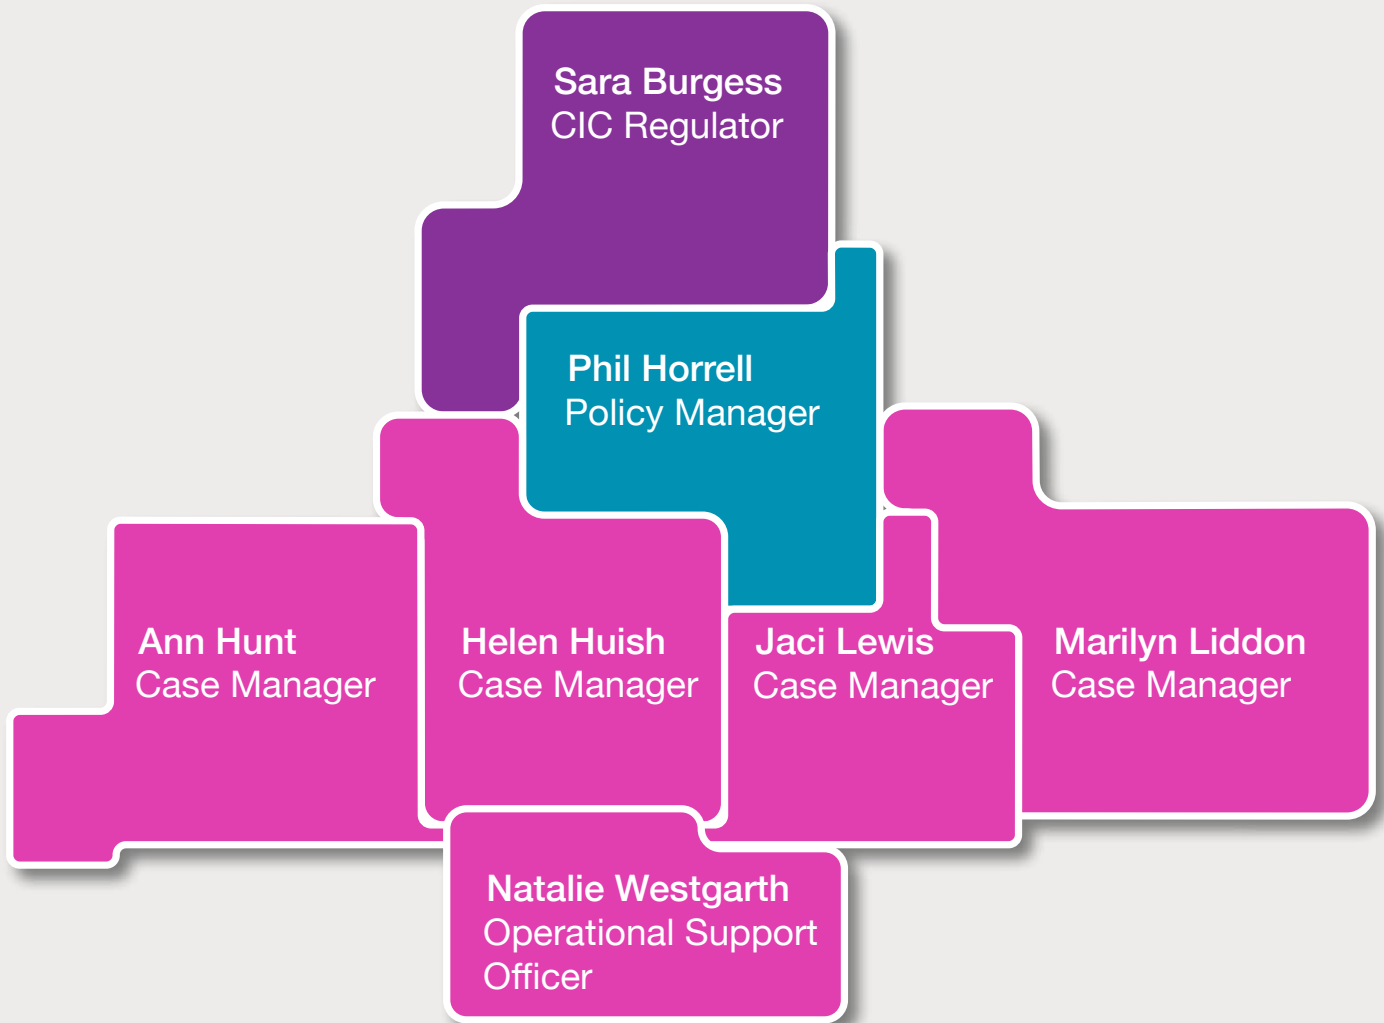 Sara Burgess
CIC Regulator
Phil Horrell
Policy Manager
Ann Hunt
Case Manager
Helen Huish
Case Manager
Jaci Lewis
Case Manager
Marilyn Liddon
Case Manager
Natalie Westgarth
Operational Support
Officer